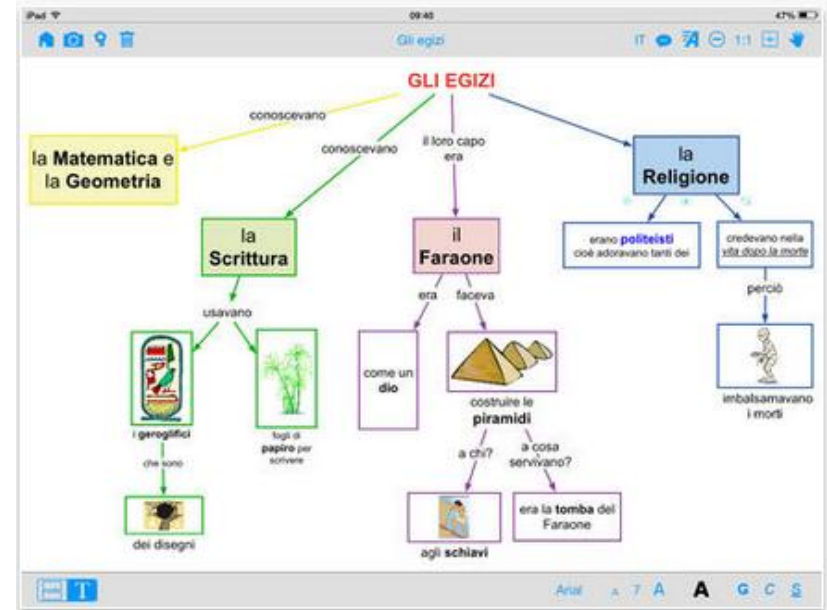 iPad 09:40 47%
Gli egizi IT 1:1
GLI EGIZI
conoscevano
conoscevano
il loro capo
era
la Matematica e
la Geometria
la
Religione
la
Scrittura
il
Faraone
erano politeisti
cioè adoravano tanti dei
credevano nella
vita dopo la morte
perciò
usavano
era faceva
come un
dio
costruire le
piramidi
imbalsamavano
i morti
i geroglifici
fogli di
papiro per
scrivere
che sono
a chi?
a cosa
servivano?
dei disegni
agli schiavi
era la tomba del
Faraone
T Arial A 7 A A G C S